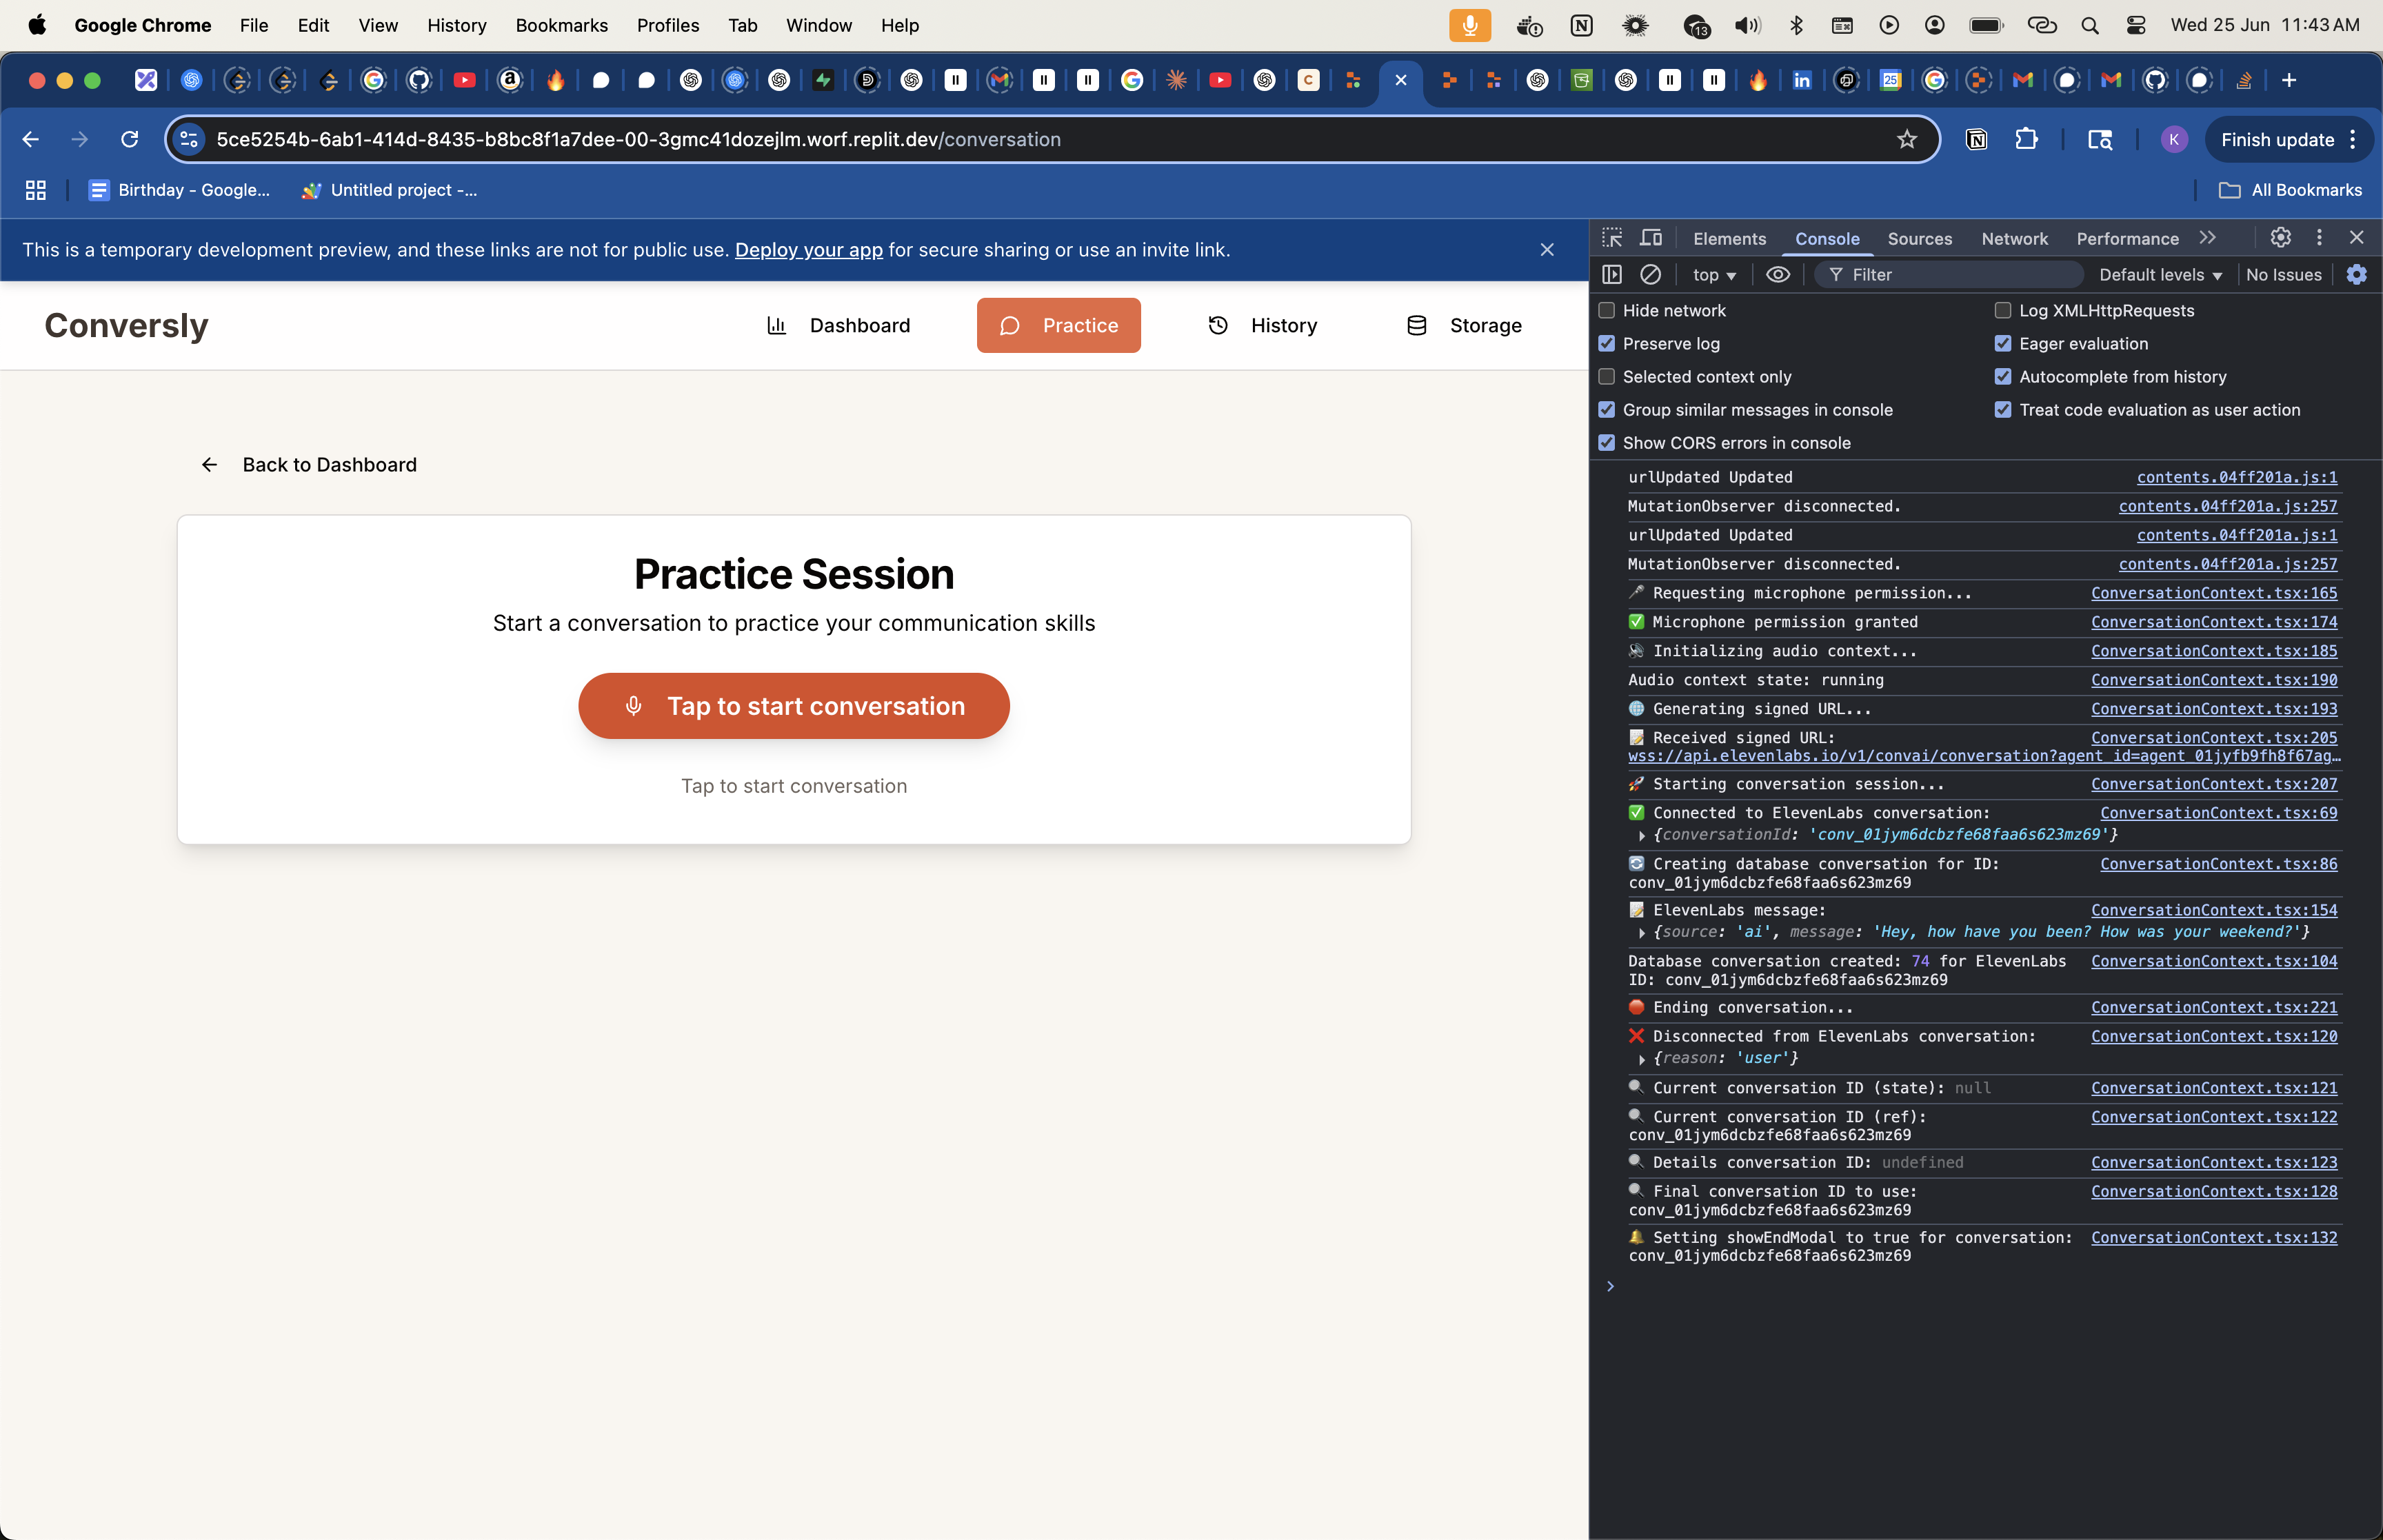 Google Chrome File Edit View History Bookmarks Profiles Tab Window Help 13 Wed 25 Jun 11:43 AM
5ce5254b-6ab1-414d-8435-b8bc8f1a7dee-00-3gmc41dozejlm.worf.replit.dev/conversation K Finish update
Birthday - Google... Untitled project -... All Bookmarks
This is a temporary development preview, and these links are not for public use. Deploy your app for secure sharing or use an invite link.
Conversly Dashboard Practice History Storage
Back to Dashboard
Practice Session
Start a conversation to practice your communication skills
Tap to start conversation
Tap to start conversation
Elements Console Sources Network Performance
top Filter Default levels No Issues
Hide network Log XMLHttpRequests
Preserve log Eager evaluation
Selected context only Autocomplete from history
Group similar messages in console Treat code evaluation as user action
Show CORS errors in console
urlUpdated Updated contents.04ff201a.js:1
MutationObserver disconnected. contents.04ff201a.js:257
urlUpdated Updated contents.04ff201a.js:1
MutationObserver disconnected. contents.04ff201a.js:257
🎤 Requesting microphone permission... ConversationContext.tsx:165
✅ Microphone permission granted ConversationContext.tsx:174
🔊 Initializing audio context... ConversationContext.tsx:185
Audio context state: running ConversationContext.tsx:190
🌐 Generating signed URL... ConversationContext.tsx:193
📝 Received signed URL: ConversationContext.tsx:205
wss://api.elevenlabs.io/v1/convai/conversation?agent_id=agent_01jyfb9fh8f67ag…
🚀 Starting conversation session... ConversationContext.tsx:207
✅ Connected to ElevenLabs conversation: ConversationContext.tsx:69
▶ {conversationId: 'conv_01jym6dcbzfe68faa6s623mz69'}
🔄 Creating database conversation for ID: ConversationContext.tsx:86
conv_01jym6dcbzfe68faa6s623mz69
📝 ElevenLabs message: ConversationContext.tsx:154
▶ {source: 'ai', message: 'Hey, how have you been? How was your weekend?'}
Database conversation created: 74 for ElevenLabs ConversationContext.tsx:104
ID: conv_01jym6dcbzfe68faa6s623mz69
🛑 Ending conversation... ConversationContext.tsx:221
❌ Disconnected from ElevenLabs conversation: ConversationContext.tsx:120
▶ {reason: 'user'}
🔍 Current conversation ID (state): null ConversationContext.tsx:121
🔍 Current conversation ID (ref): ConversationContext.tsx:122
conv_01jym6dcbzfe68faa6s623mz69
🔍 Details conversation ID: undefined ConversationContext.tsx:123
🔍 Final conversation ID to use: ConversationContext.tsx:128
conv_01jym6dcbzfe68faa6s623mz69
🔔 Setting showEndModal to true for conversation: ConversationContext.tsx:132
conv_01jym6dcbzfe68faa6s623mz69